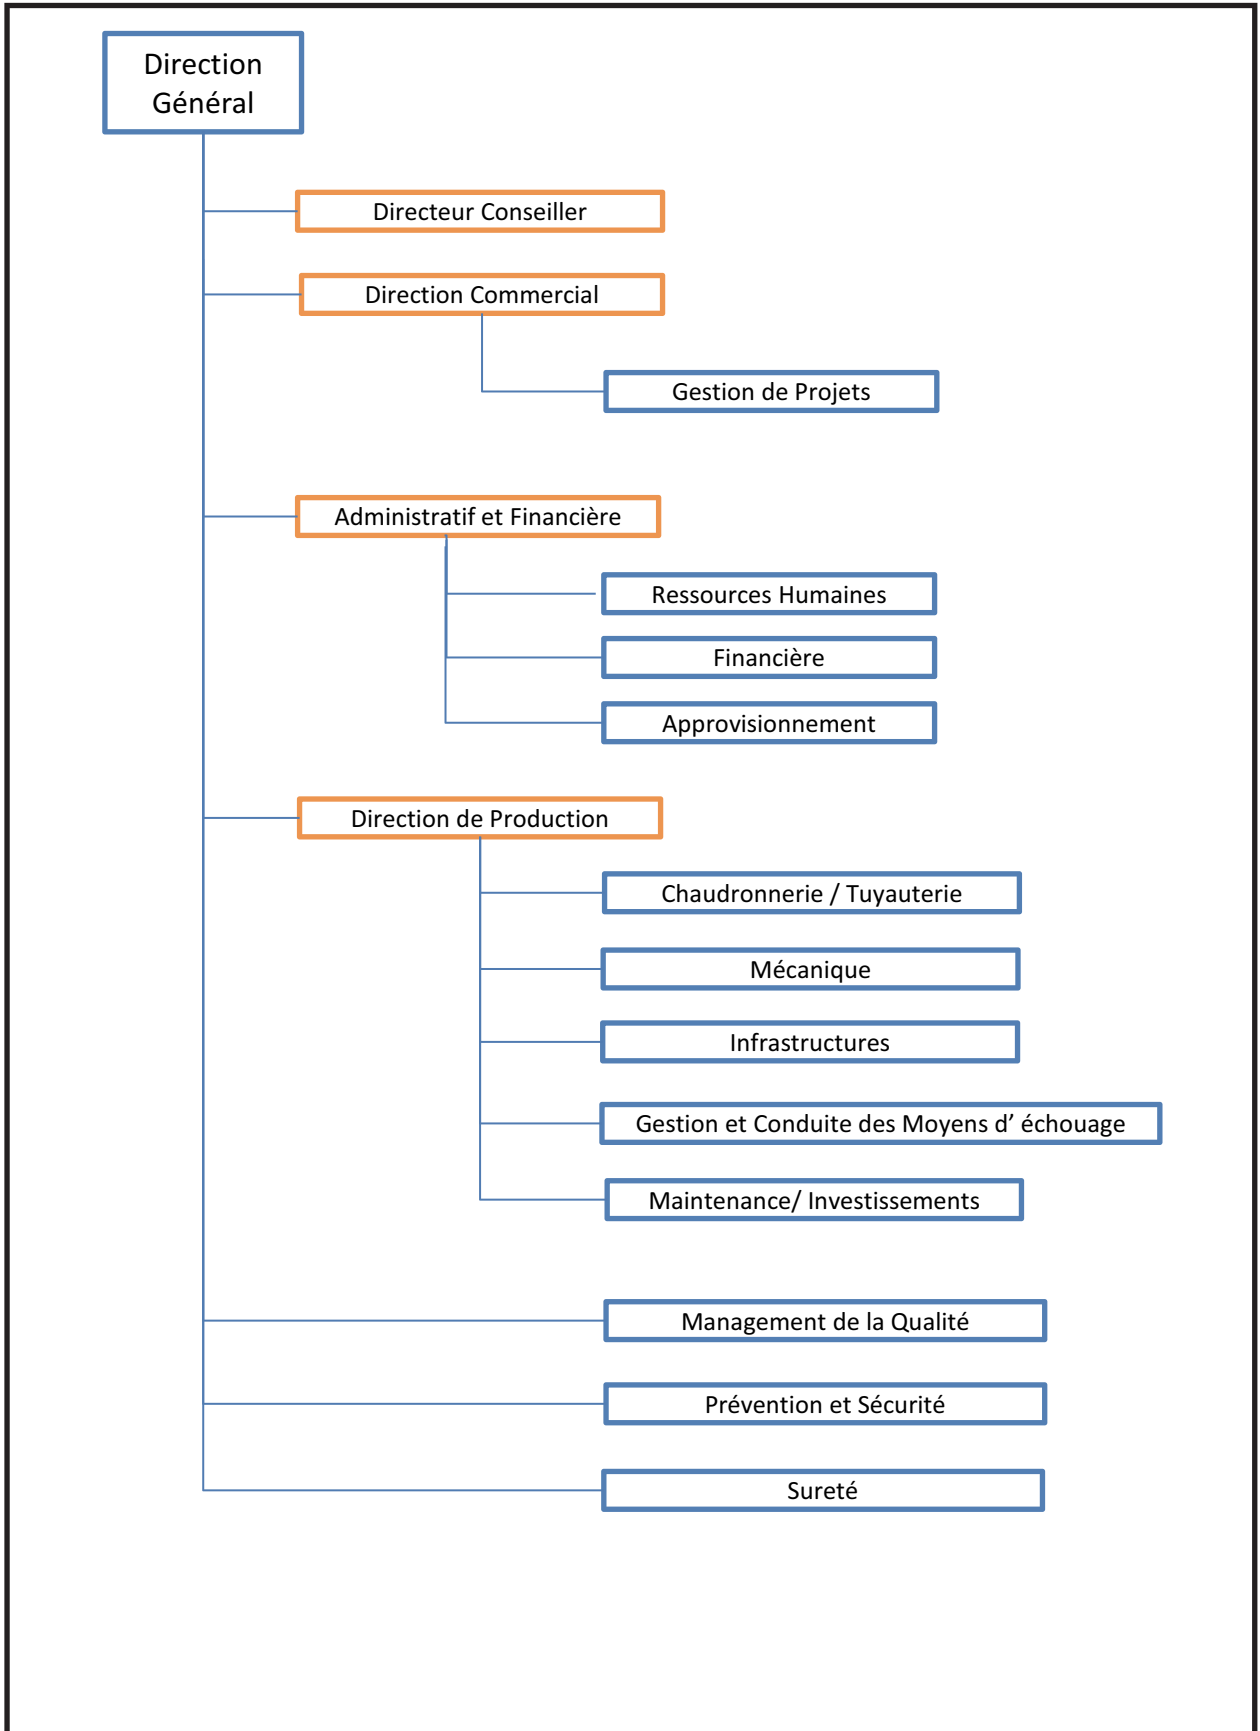 Direction
Général
Directeur Conseiller
Direction Commercial
Gestion de Projets
Administratif et Financière
Ressources Humaines
Financière
Approvisionnement
Direction de Production
Chaudronnerie / Tuyauterie
Mécanique
Infrastructures
Gestion et Conduite des Moyens d’ échouage
Maintenance/ Investissements
Management de la Qualité
Prévention et Sécurité
Sureté